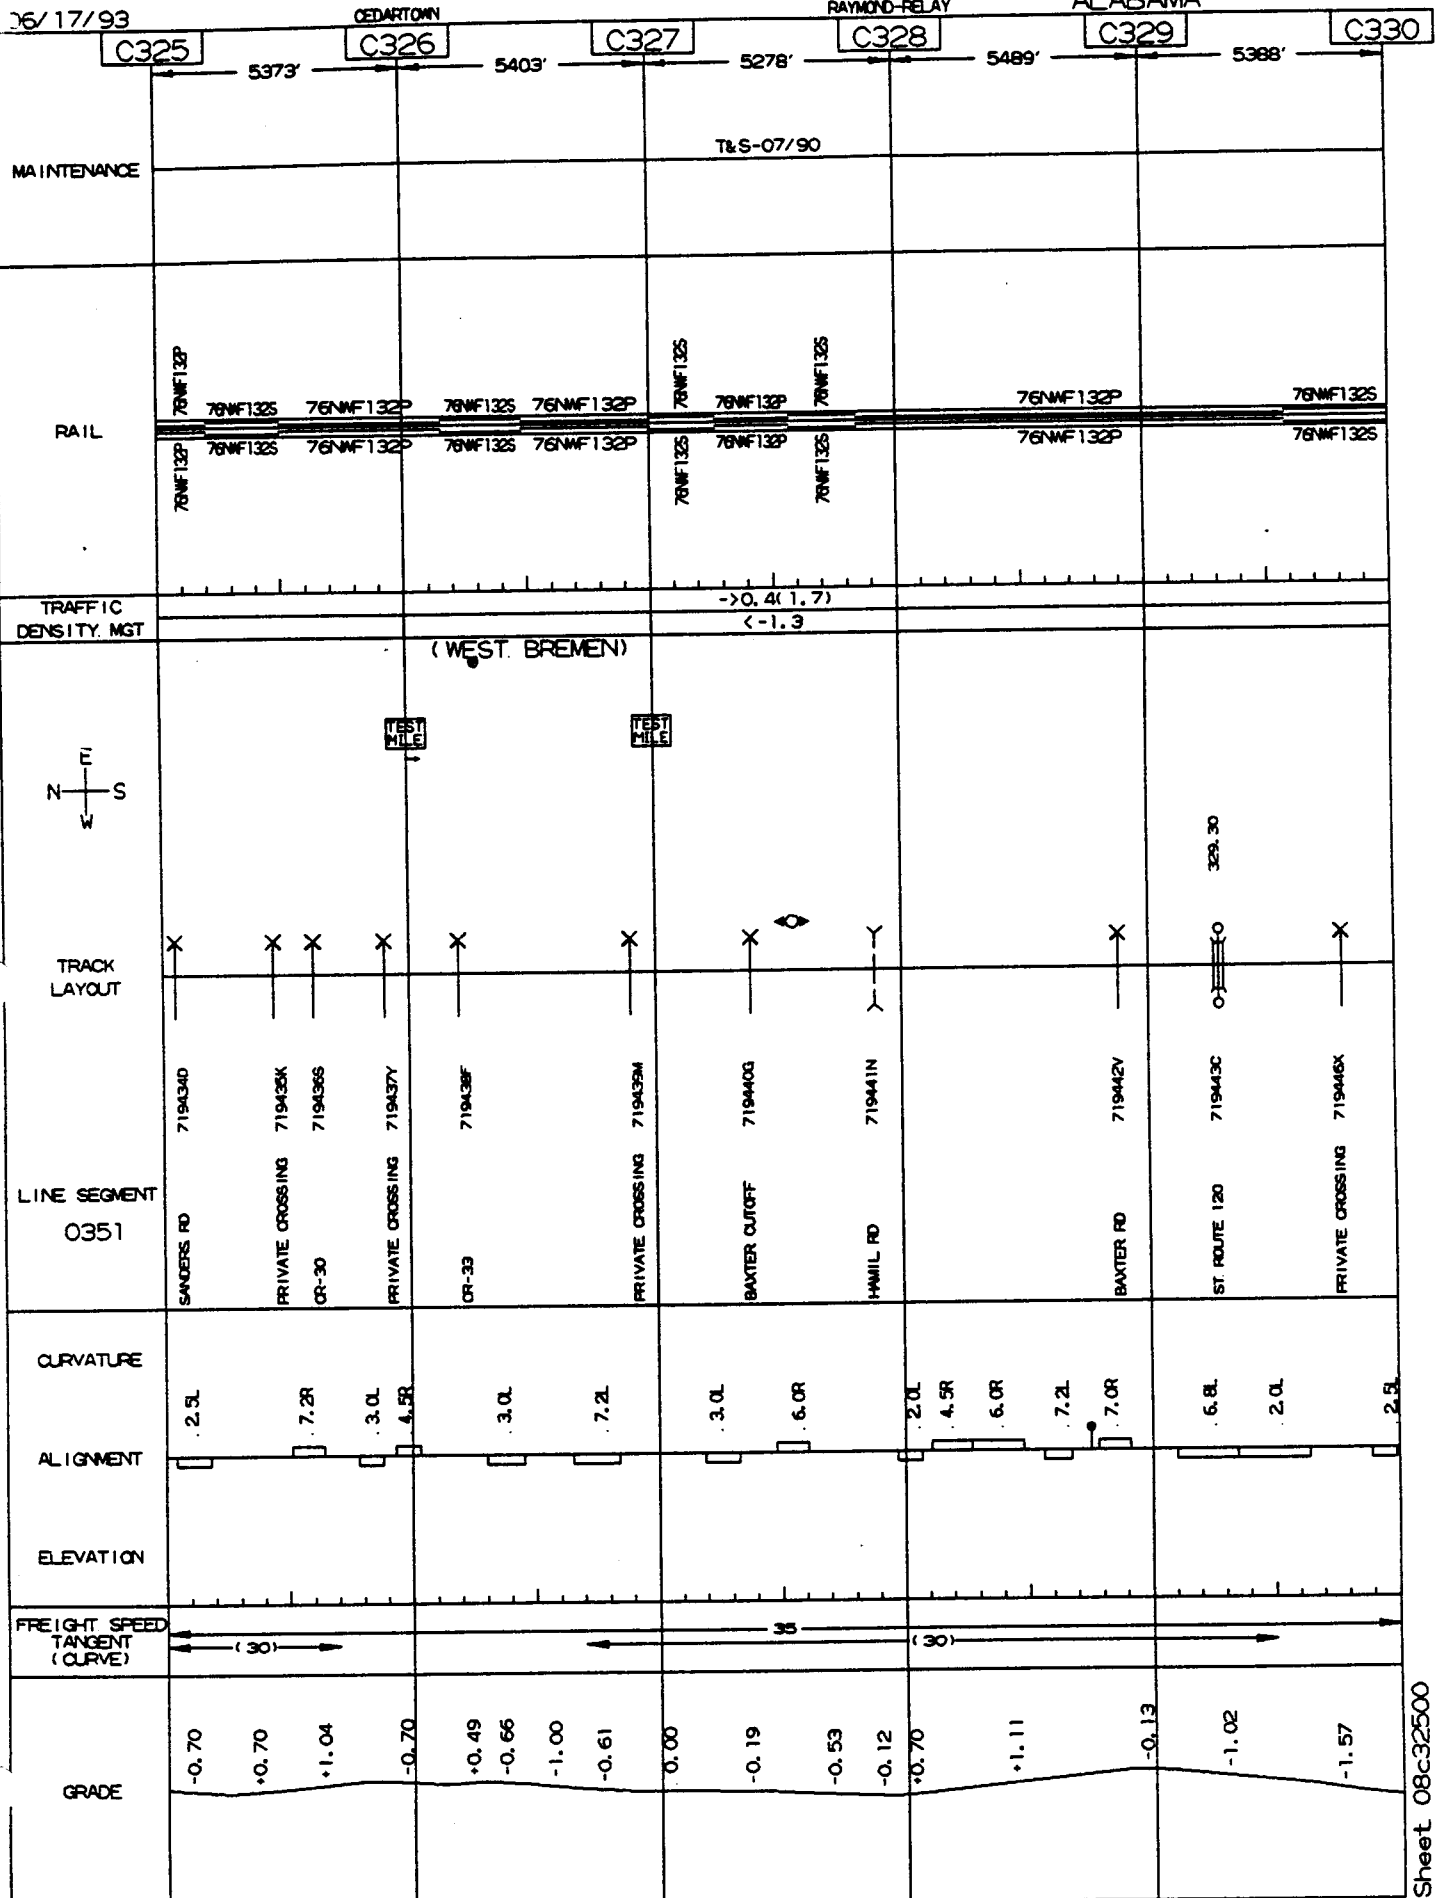 06/17/93
CEDARTOWN
RAYMOND-RELAY
ALABAMA
C325
C326
C327
C328
C329
C330
5373'
5403'
5278'
5489'
5388'
MAINTENANCE
T&S-07/90
RAIL
76NWF132P
76NWF132S
76NWF132P
76NWF132S
76NWF132P
76NWF132S
76NWF132P
76NWF132S
76NWF132P
76NWF132S
76NWF132P
76NWF132S
76NWF132P
76NWF132S
76NWF132P
76NWF132S
76NWF132P
76NWF132S
76NWF132P
76NWF132S
TRAFFIC
DENSITY. MGT
->0.4(1.7)
<-1.3
(WEST. BREMEN)
TEST
MILE
TEST
MILE
E
N S
W
329.30
TRACK
LAYOUT
719434D
719435K
719436S
719437Y
719438F
719439M
719440G
719441N
719442V
719443C
719446X
LINE SEGMENT
0351
SANDERS RD
PRIVATE CROSSING
CR-30
PRIVATE CROSSING
CR-33
PRIVATE CROSSING
BAXTER CUTOFF
HAMIL RD
BAXTER RD
ST. ROUTE 120
PRIVATE CROSSING
CURVATURE
2.5L
7.2R
3.0L
4.5R
3.0L
7.2L
3.0L
6.0R
2.0L
4.5R
6.0R
7.2L
7.0R
6.8L
2.0L
2.5L
ALIGNMENT
ELEVATION
FREIGHT SPEED
TANGENT
(CURVE)
35
(30)
(30)
GRADE
-0.70
+0.70
+1.04
-0.70
+0.49
-0.66
-1.00
-0.61
0.00
-0.19
-0.53
-0.12
+0.70
+1.11
-0.13
-1.02
-1.57
Sheet 08c32500